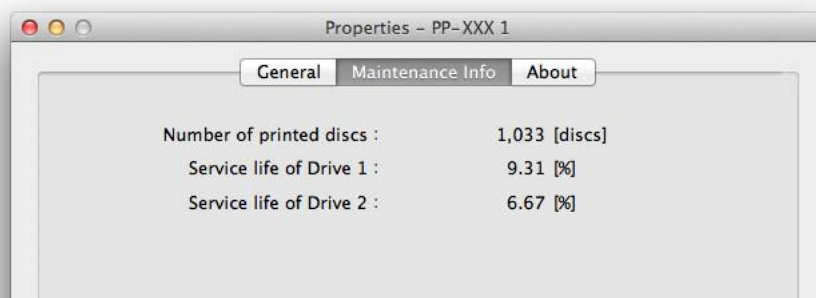 Properties – PP-XXX 1
General Maintenance Info About
Number of printed discs : 1,033 [discs]
Service life of Drive 1 : 9.31 [%]
Service life of Drive 2 : 6.67 [%]